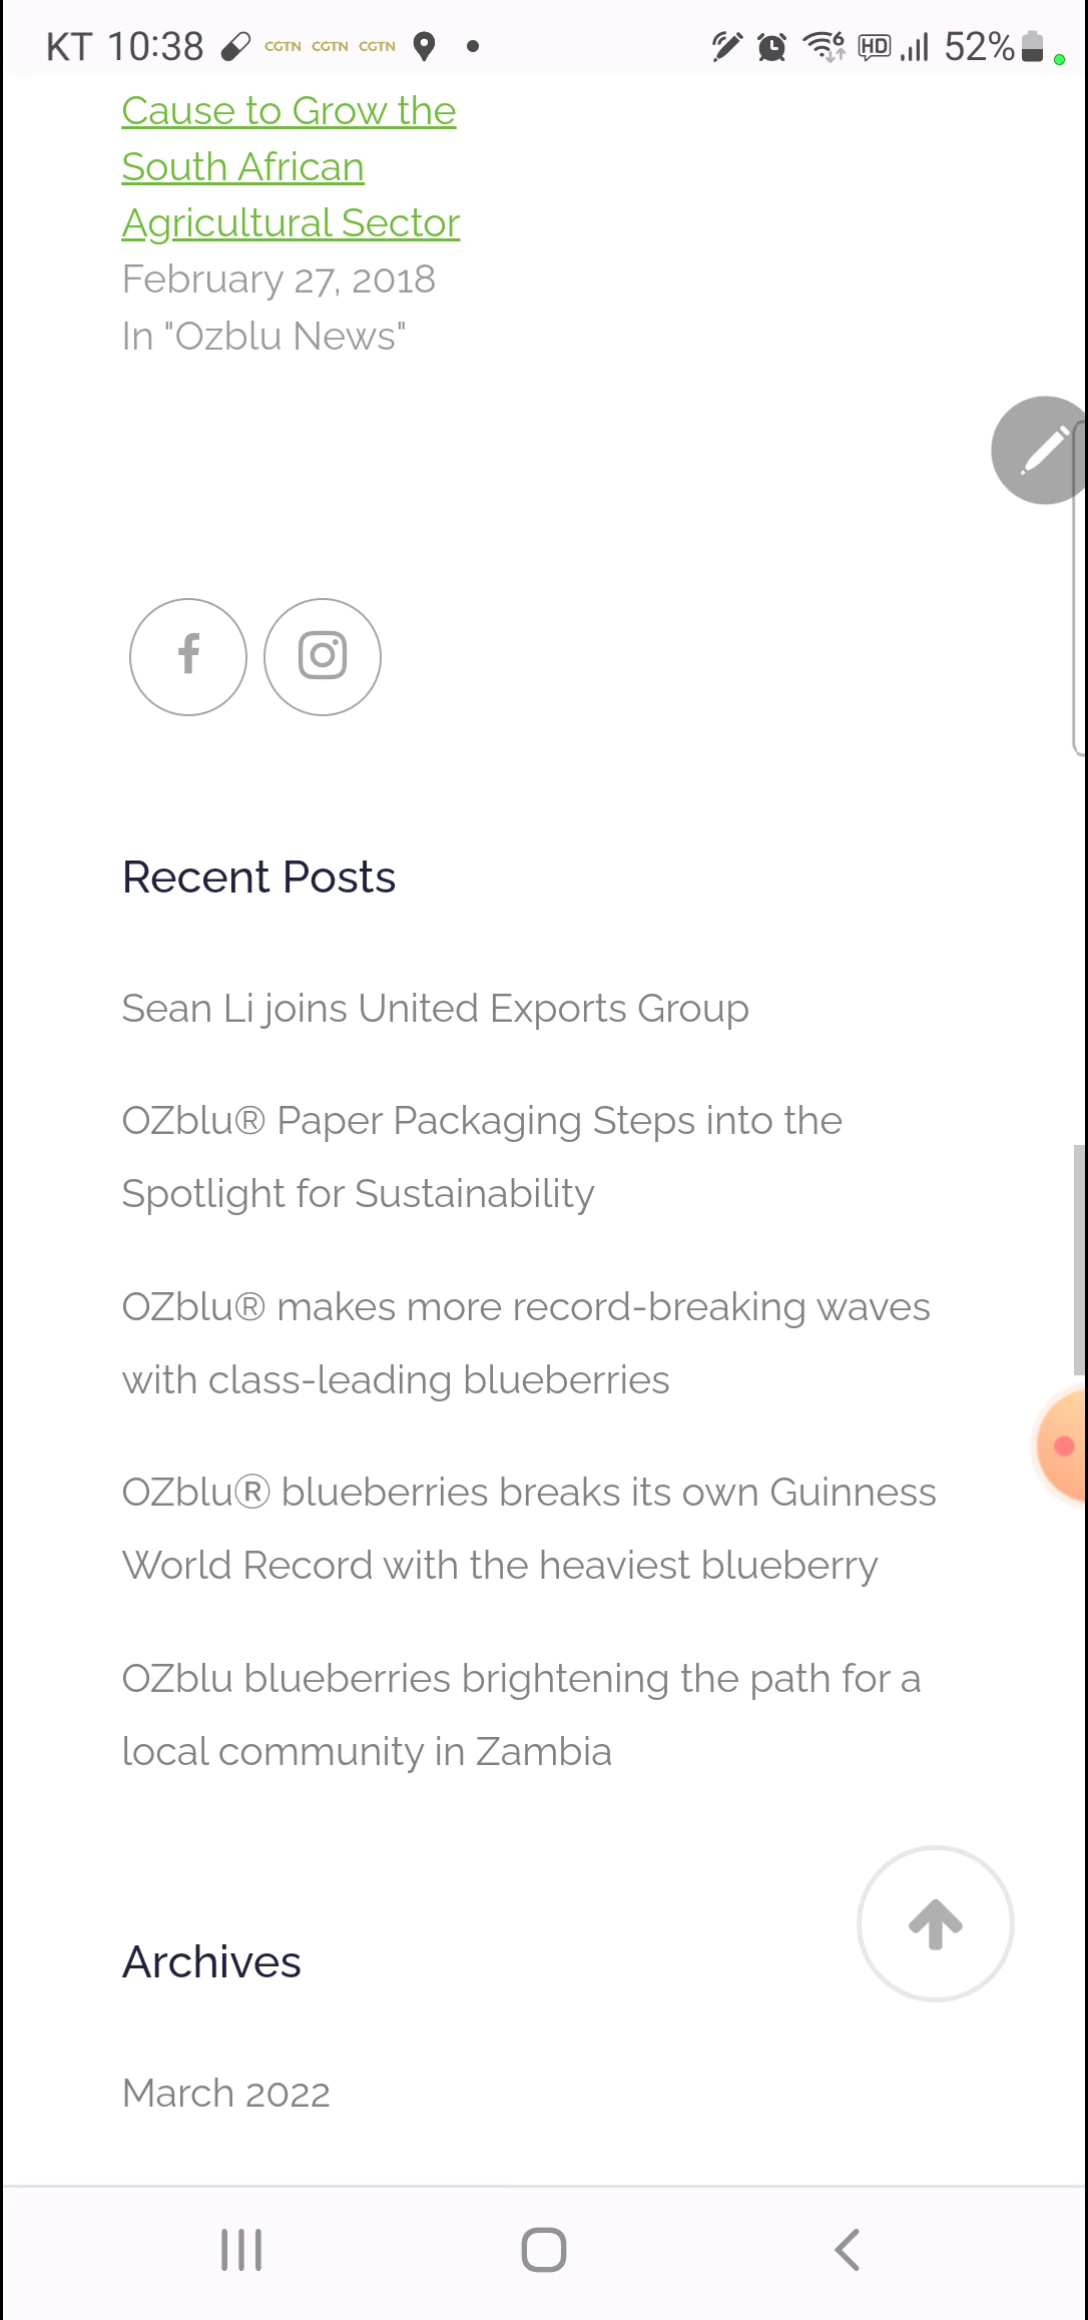 KT 10:38 CGTN CGTN CGTN 6 HD 52%
Cause to Grow the
South African
Agricultural Sector
February 27, 2018
In "Ozblu News"
Recent Posts
Sean Li joins United Exports Group
OZblu® Paper Packaging Steps into the
Spotlight for Sustainability
OZblu® makes more record-breaking waves
with class-leading blueberries
OZblu® blueberries breaks its own Guinness
World Record with the heaviest blueberry
OZblu blueberries brightening the path for a
local community in Zambia
Archives
March 2022